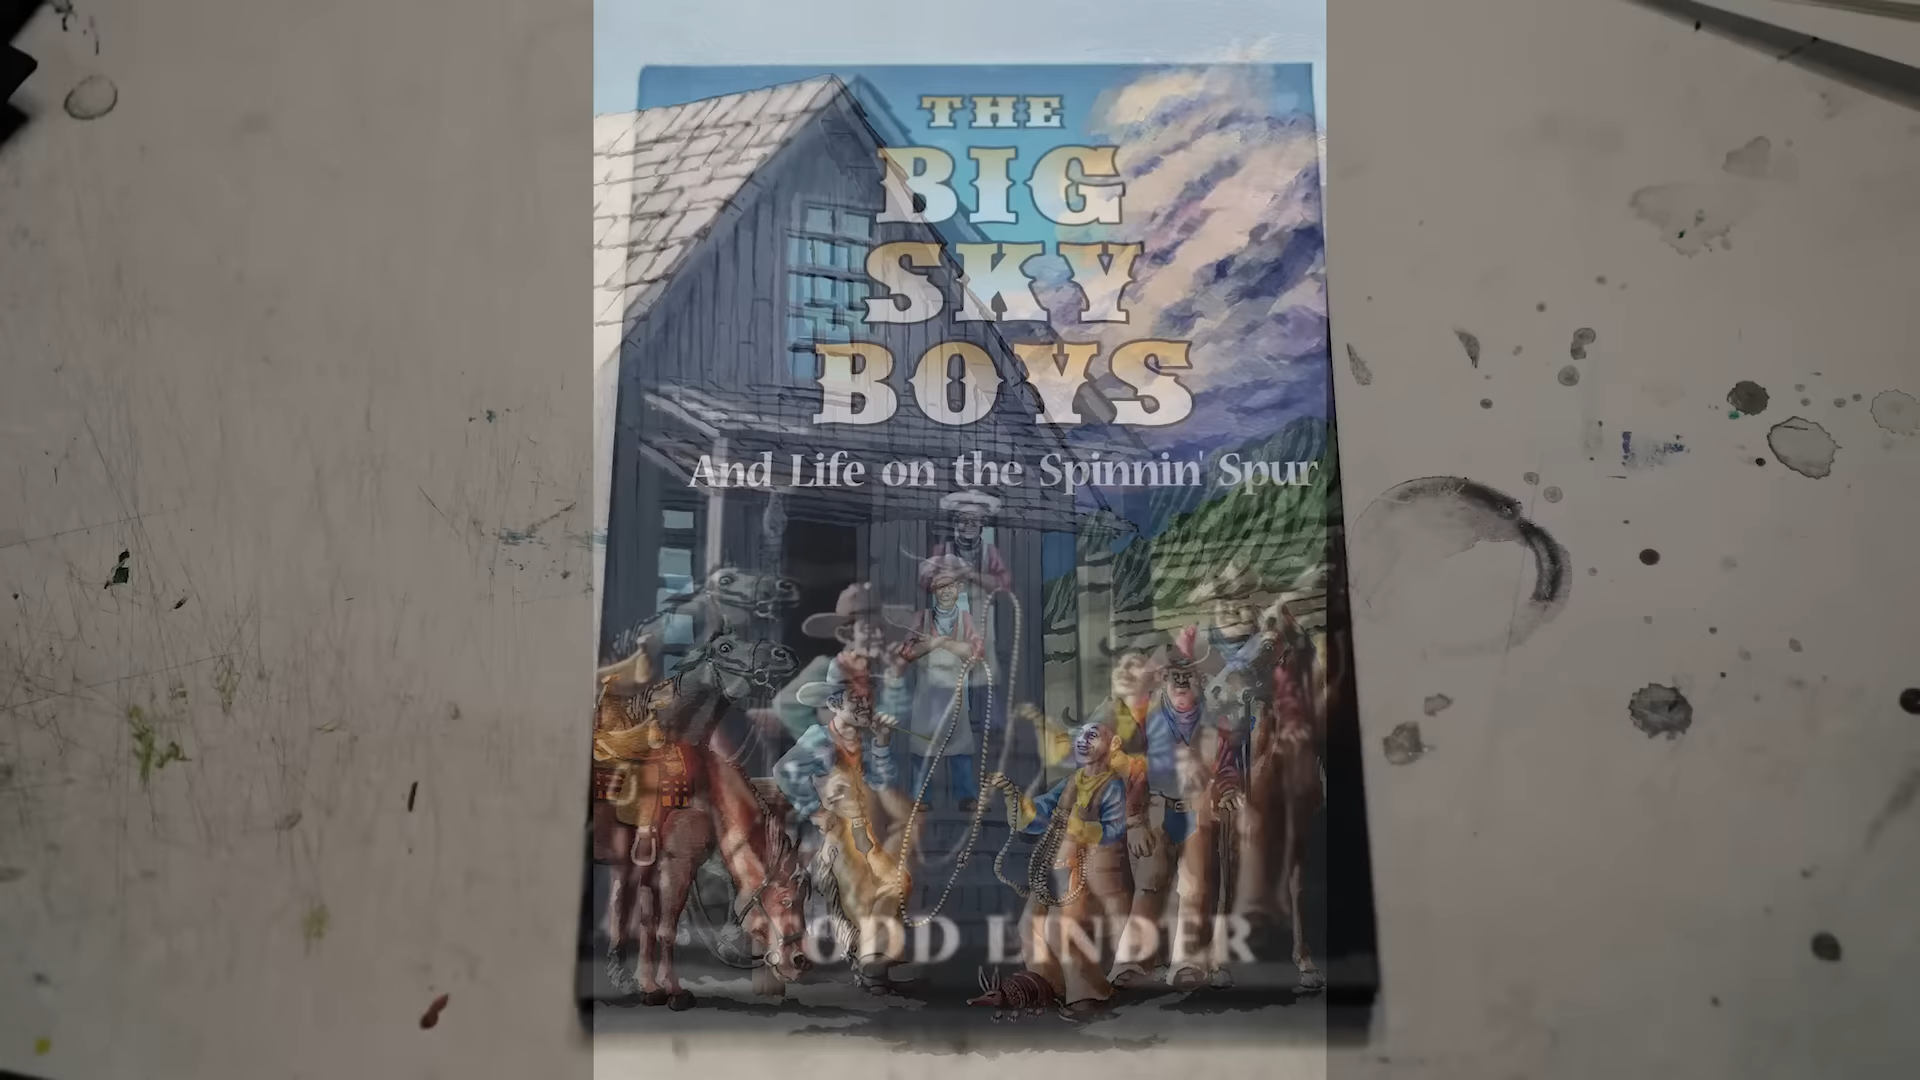 THE
BIG
SKY
BOYS
And Life on the Spinnin' Spur
TODD LINDER